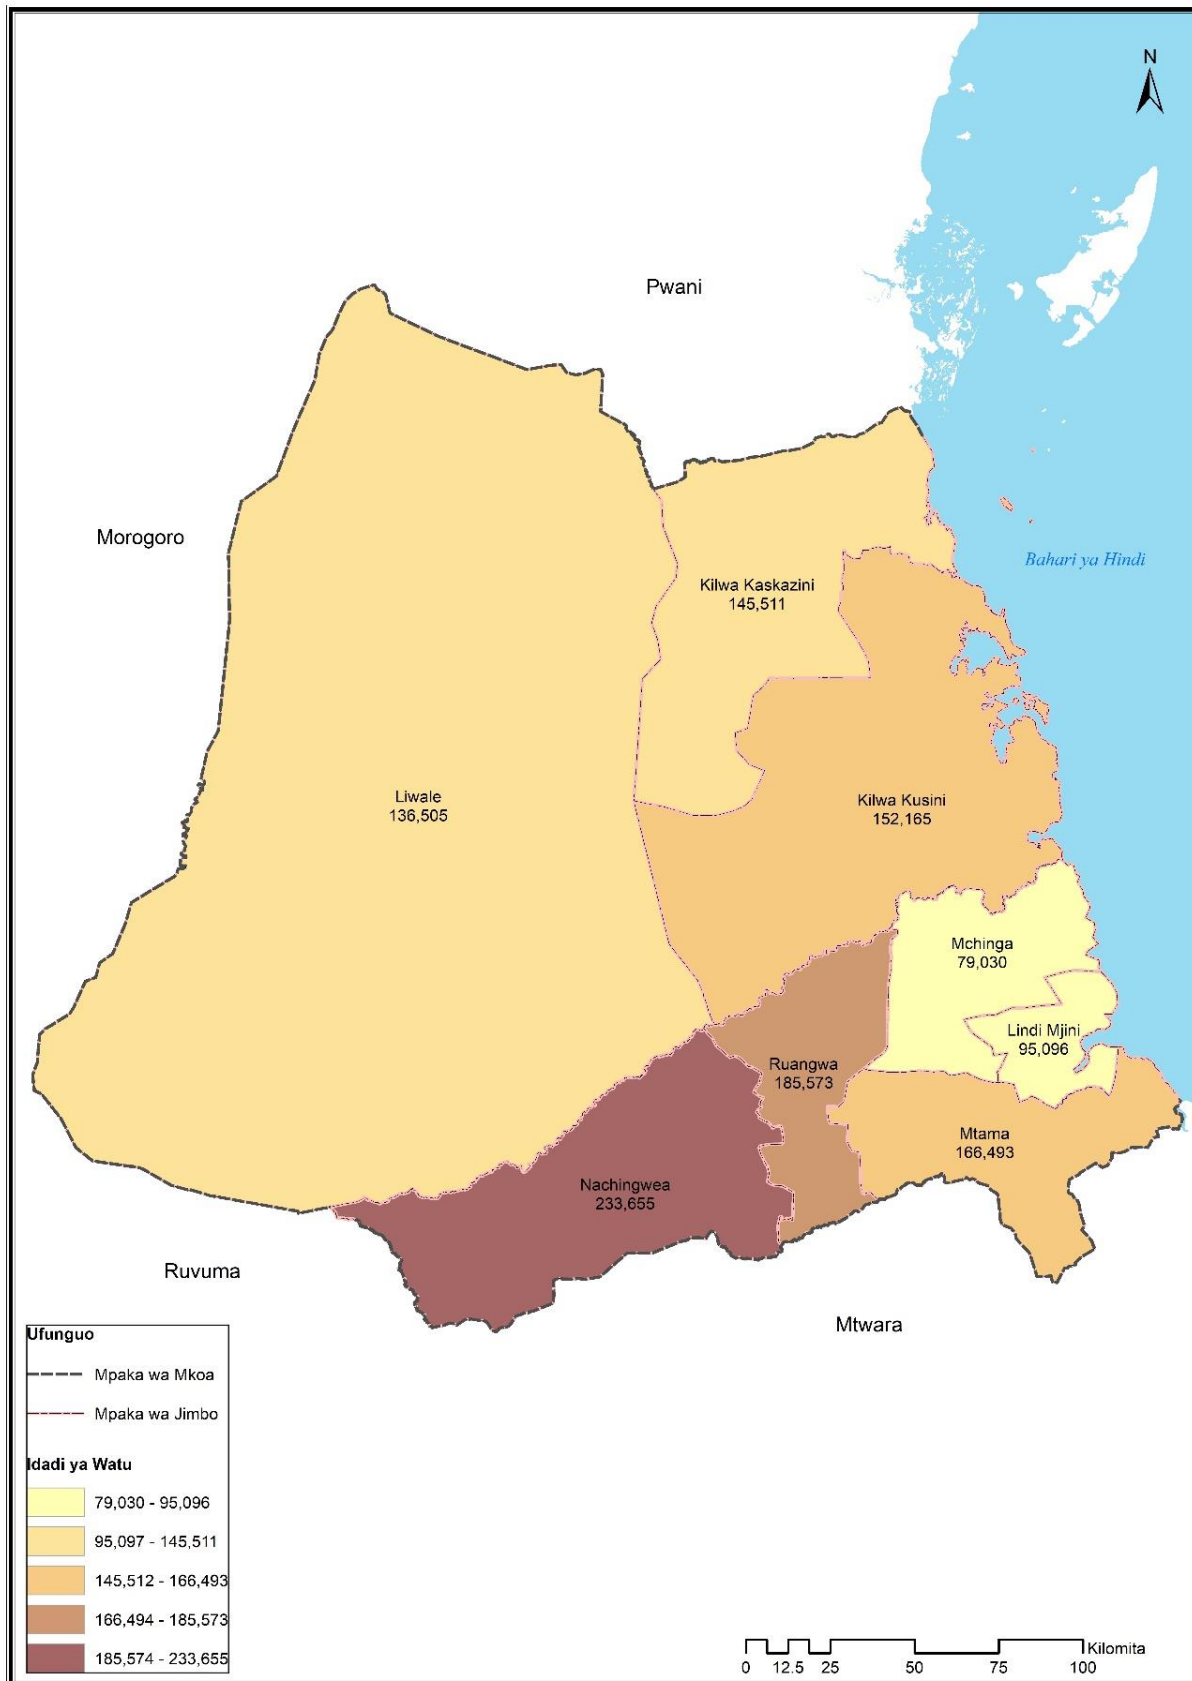 N
Pwani
Morogoro
Bahari ya Hindi
Kilwa Kaskazini
145,511
Liwale
136,505
Kilwa Kusini
152,165
Mchinga
79,030
Lindi Mjini
95,096
Ruangwa
185,573
Mtama
166,493
Nachingwea
233,655
Ruvuma
Mtwara
Ufunguo
Mpaka wa Mkoa
Mpaka wa Jimbo
Idadi ya Watu
79,030 - 95,096
95,097 - 145,511
145,512 - 166,493
166,494 - 185,573
185,574 - 233,655
Kilomita
0 12.5 25 50 75 100